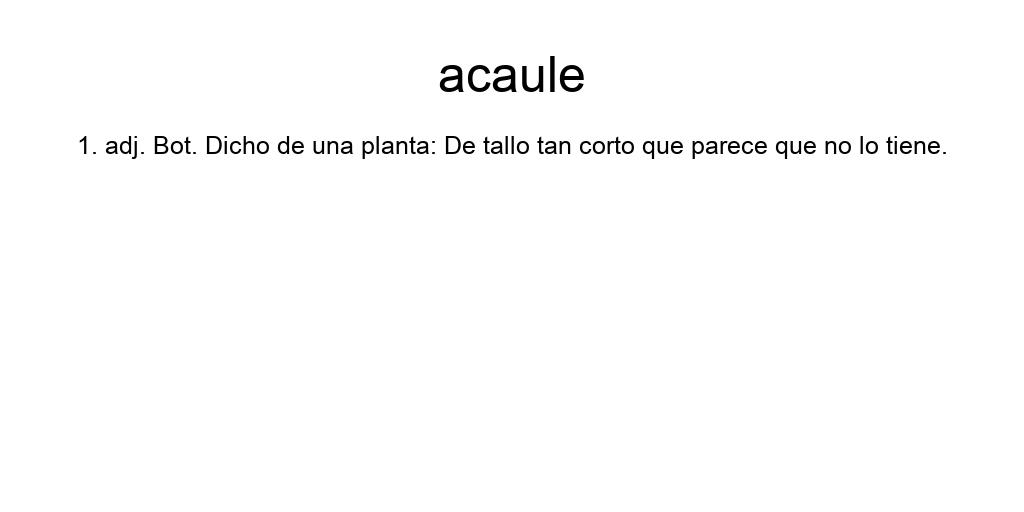 acaule
1. adj. Bot. Dicho de una planta: De tallo tan corto que parece que no lo tiene.